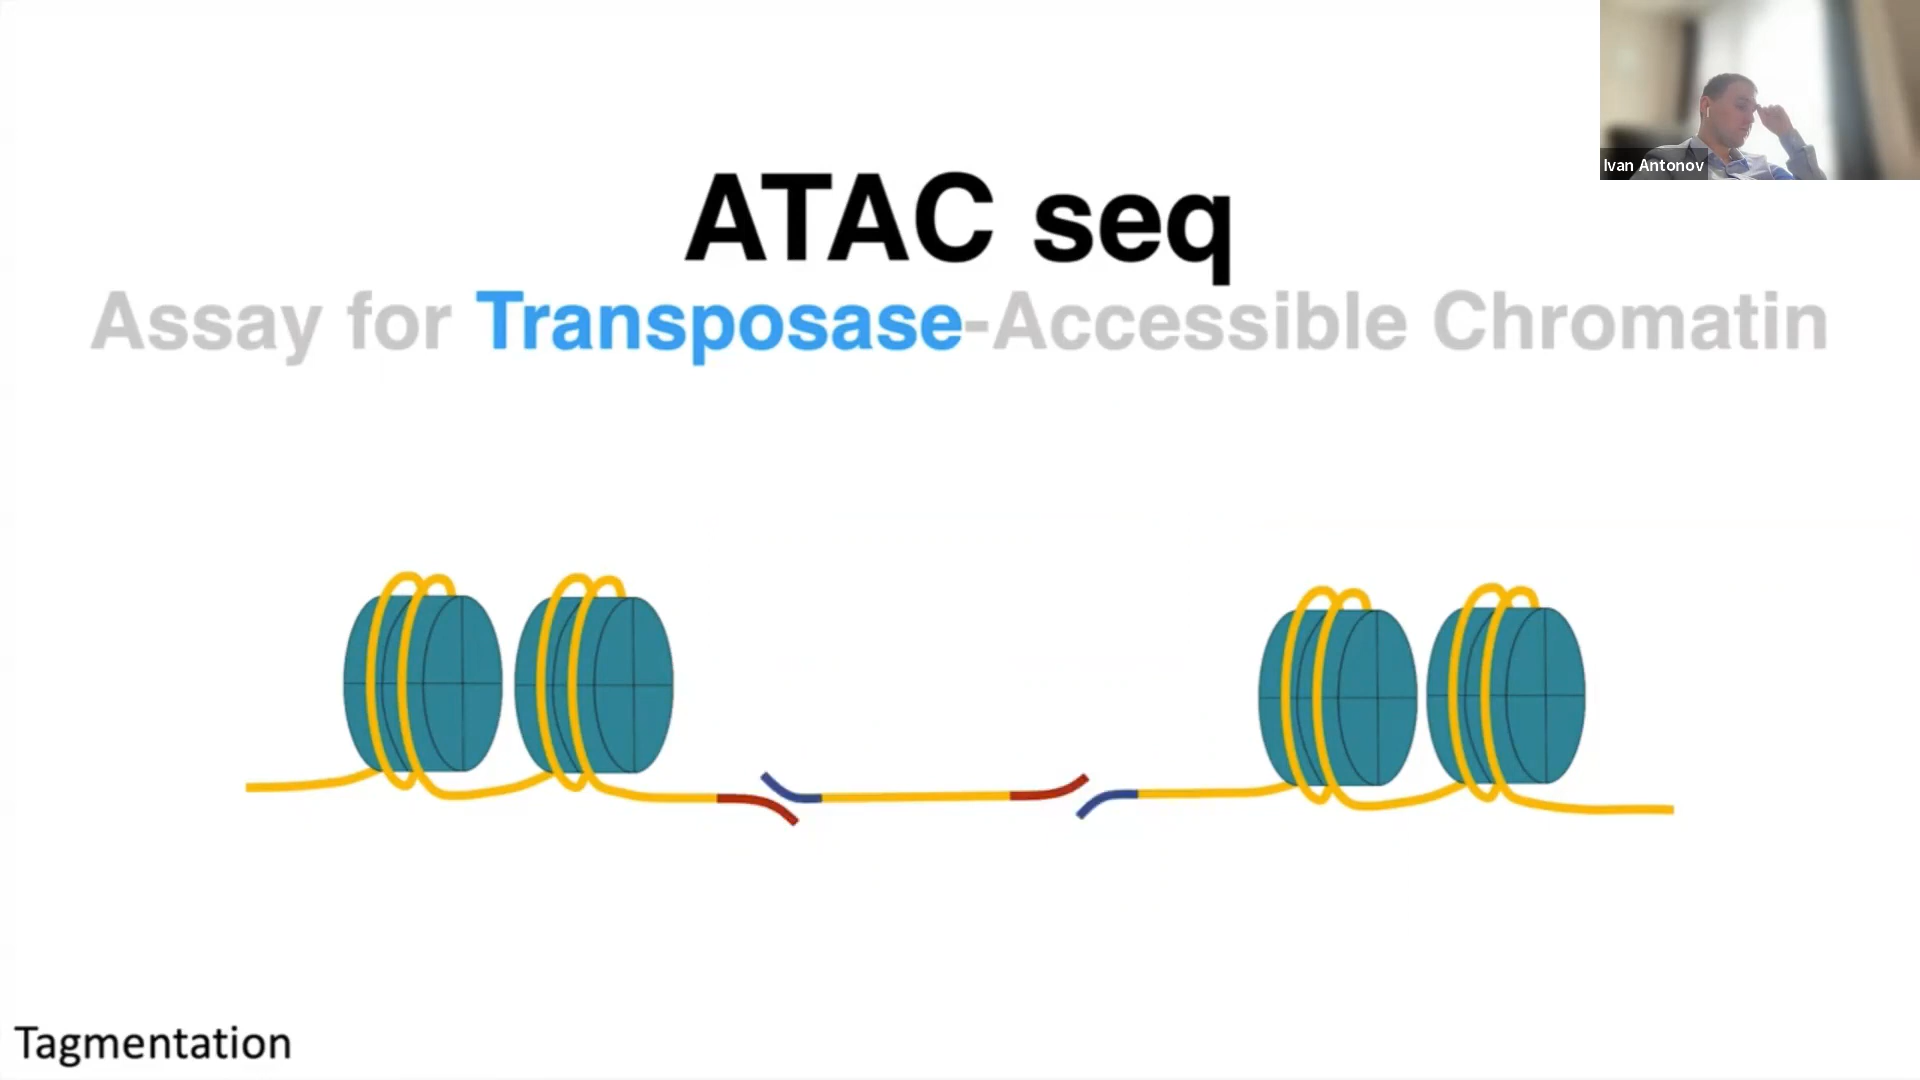 Ivan Antonov
ATAC seq
Assay for Transposase-Accessible Chromatin
Tagmentation